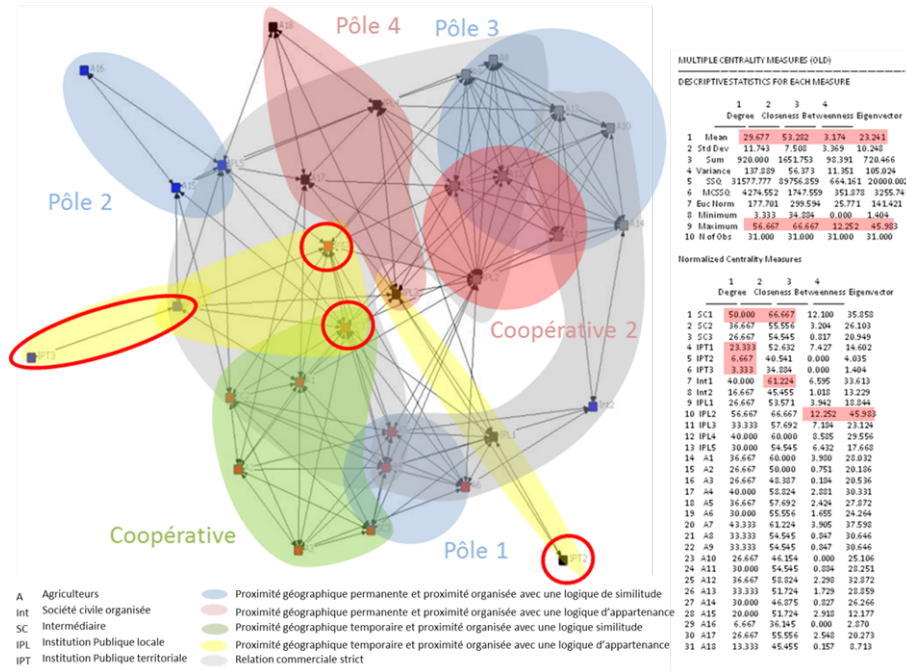 Pôle 4
Pôle 3
Pôle 2
Coopérative 2
Coopérative
Pôle 1
A18
A16
A15
A17
IPL5
A10
A14
IPT3
Int2
IPL1
IPT2
A Agriculteurs
Int Société civile organisée
SC Intermédiaire
IPL Institution Publique locale
IPT Institution Publique territoriale
Proximité géographique permanente et proximité organisée avec une logique de similitude
Proximité géographique permanente et proximité organisée avec une logique d'appartenance
Proximité géographique temporaire et proximité organisée avec une logique similitude
Proximité géographique temporaire et proximité organisée avec une logique d'appartenance
Relation commerciale strict
MULTIPLE CENTRALITY MEASURES (OLD)
DESCRIPTIVE STATISTICS FOR EACH MEASURE
1 2 3 4
Degree Closeness Betweenness Eigenvector
1 Mean 29.677 53.282 3.174 23.241
2 Std Dev 11.743 7.508 3.369 10.248
3 Sum 920.000 1651.753 98.391 720.466
4 Variance 137.889 56.373 11.351 105.024
5 SSQ 31577.777 89756.859 664.161 20000.002
6 MCSSQ 4274.552 1747.559 351.878 3255.74
7 Euc Norm 177.701 299.594 25.771 141.421
8 Minimum 3.333 34.884 0.000 1.404
9 Maximum 56.667 66.667 12.252 45.983
10 N of Obs 31.000 31.000 31.000 31.000
Normalized Centrality Measures
1 2 3 4
Degree Closeness Betweenness Eigenvector
1 SC1 50.000 66.667 12.100 35.858
2 SC2 36.667 55.556 3.204 26.103
3 SC3 26.667 54.545 0.817 20.949
4 IPT1 23.333 52.632 7.427 14.602
5 IPT2 6.667 40.541 0.000 4.035
6 IPT3 3.333 34.884 0.000 1.404
7 Int1 40.000 61.224 6.595 33.613
8 Int2 16.667 45.455 1.018 13.229
9 IPL1 26.667 53.571 3.942 18.844
10 IPL2 56.667 66.667 12.252 45.983
11 IPL3 33.333 57.692 7.184 23.124
12 IPL4 40.000 60.000 8.585 29.556
13 IPL5 30.000 54.545 6.432 17.668
14 A1 36.667 60.000 3.980 28.032
15 A2 26.667 50.000 0.751 20.186
16 A3 26.667 48.387 0.184 20.536
17 A4 40.000 58.824 2.881 30.331
18 A5 36.667 57.692 2.424 27.872
19 A6 30.000 55.556 1.655 24.264
20 A7 43.333 61.224 3.905 37.598
21 A8 33.333 54.545 0.847 30.646
22 A9 33.333 54.545 0.847 30.646
23 A10 26.667 46.154 0.000 25.106
24 A11 30.000 54.545 0.884 28.251
25 A12 36.667 58.824 2.298 32.872
26 A13 33.333 51.724 1.729 28.859
27 A14 30.000 46.875 0.827 26.266
28 A15 20.000 51.724 2.918 12.177
29 A16 6.667 36.145 0.000 2.870
30 A17 26.667 55.556 2.548 20.273
31 A18 13.333 45.455 0.157 8.713